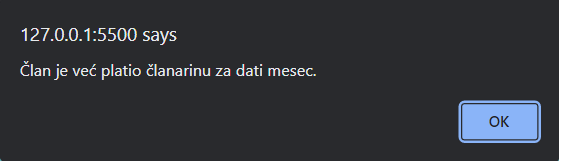 127.0.0.1:5500 says
Član je već platio članarinu za dati mesec.
OK